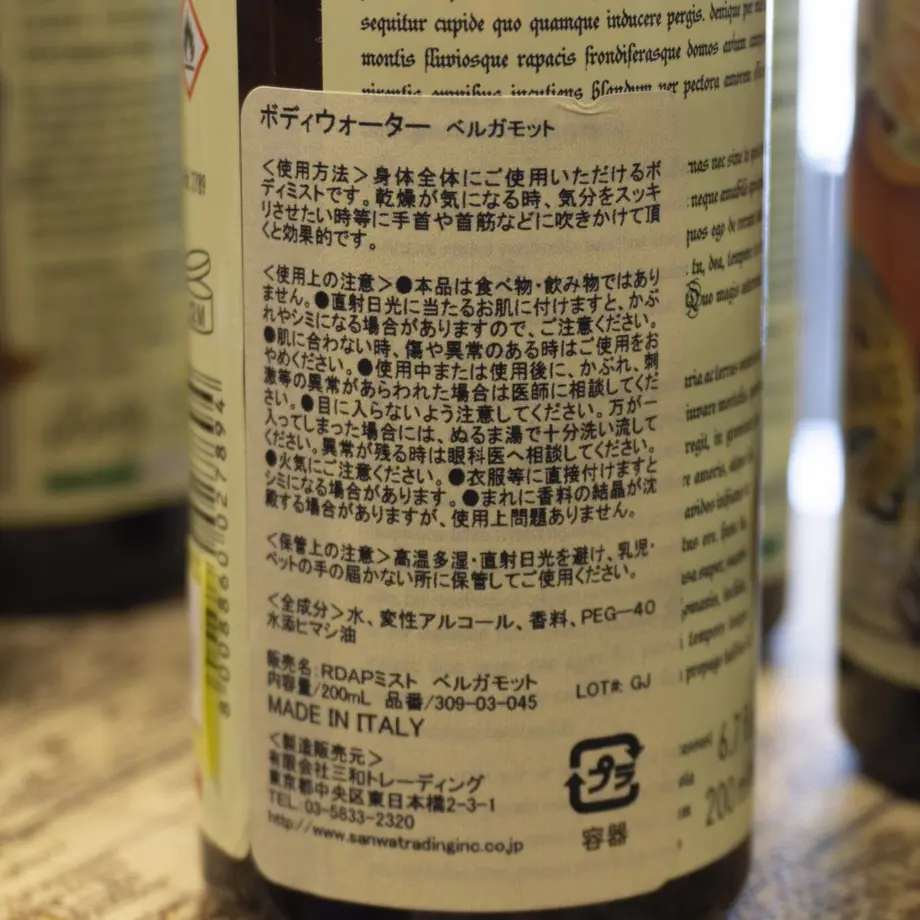 sequitur cupide quo quamque inducere pergis. denique per
montis fluviosque rapacis frondiferasque domos avium
omnibus incutiens blandum per pectora amorem
ボディウォーター ベルガモット
<使用方法>身体全体にご使用いただけるボ
ディミストです。乾燥が気になる時、気分をスッキ
リさせたい時等に手首や首筋などに吹きかけて頂
くと効果的です。
<使用上の注意>●本品は食べ物・飲み物ではあり
ません。●直射日光に当たるお肌に付けますと、かぶ
れやシミになる場合がありますので、ご注意ください。
●肌に合わない時、傷や異常のある時はご使用をお
やめください。●使用中または使用後に、かぶれ、刺
激等の異常があらわれた場合は医師に相談してくだ
さい。●目に入らないよう注意してください。万が一
入ってしまった場合には、ぬるま湯で十分洗い流して
ください。異常が残る時は眼科医へ相談してください。
●火気にご注意ください。●衣服等に直接付けますと
シミになる場合があります。●まれに香料の結晶が沈
殿する場合がありますが、使用上問題ありません。
<保管上の注意>高温多湿・直射日光を避け、乳児・
ペットの手の届かない所に保管してご使用ください。
<全成分>水、変性アルコール、香料、PEG-40
水添ヒマシ油
販売名:RDAPミスト ベルガモット
内容量/200mL 品番/309-03-045 LOT#: GJ
MADE IN ITALY
<製造販売元>
有限会社三和トレーディング
東京都中央区東日本橋2-3-1
TEL 03-5833-2320
http://www.sanwatradinginc.co.jp
プラ
容器
8 008860 027894
nas nec sine
neque amabile
quos ego de
tu, dea, tempore
Quo magis
6.7
200